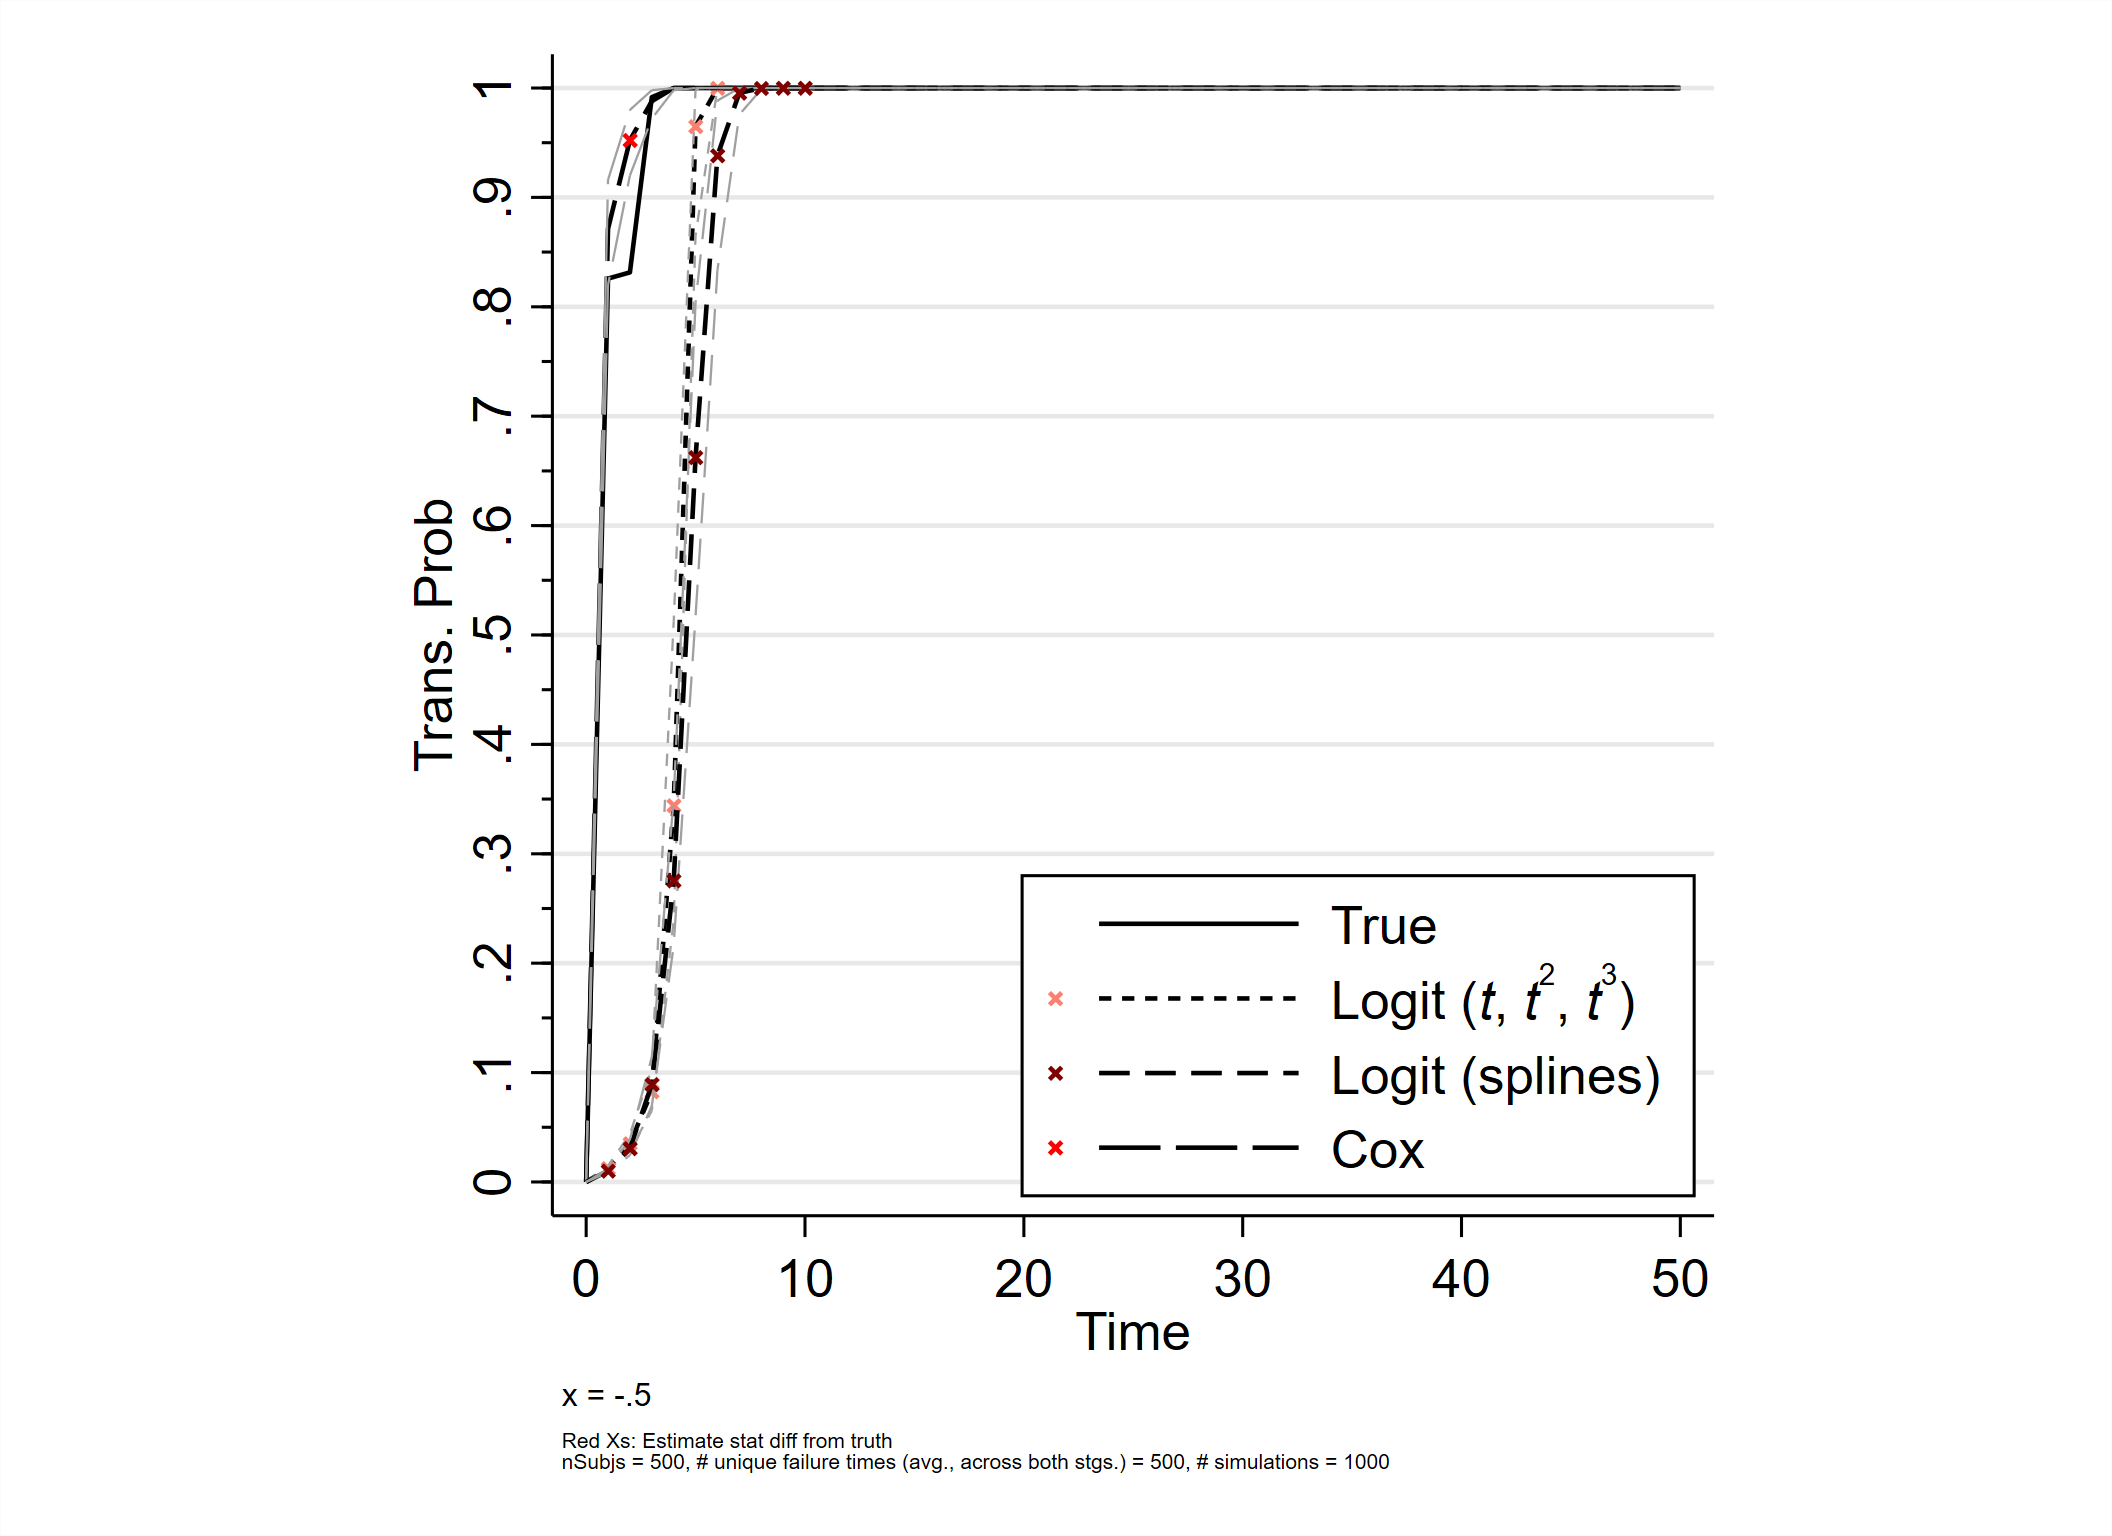 1
.9
.8
.7
.6
.5
.4
.3
.2
.1
0
Trans. Prob
True
Logit (t, t², t³)
Logit (splines)
Cox
0 10 20 30 40 50
Time
x = -.5
Red Xs: Estimate stat diff from truth
nSubjs = 500, # unique failure times (avg., across both stgs.) = 500, # simulations = 1000